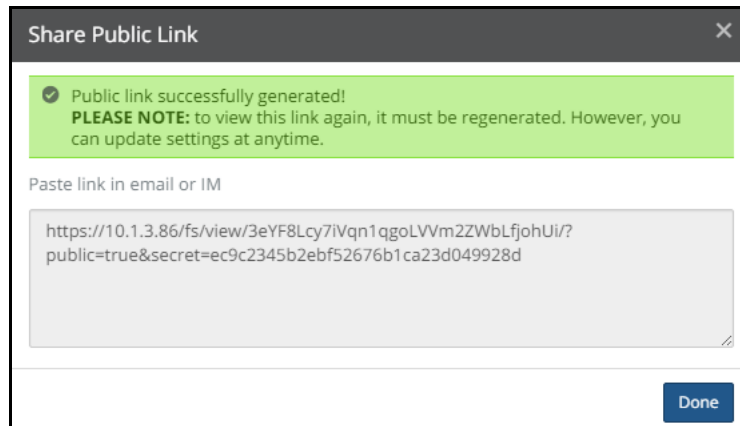 Share Public Link
Public link successfully generated!
PLEASE NOTE: to view this link again, it must be regenerated. However, you
can update settings at anytime.
Paste link in email or IM
https://10.1.3.86/fs/view/3eYF8Lcy7iVqn1qgoLVVm2ZWbLfjohUi/?
public=true&secret=ec9c2345b2ebf52676b1ca23d049928d
Done